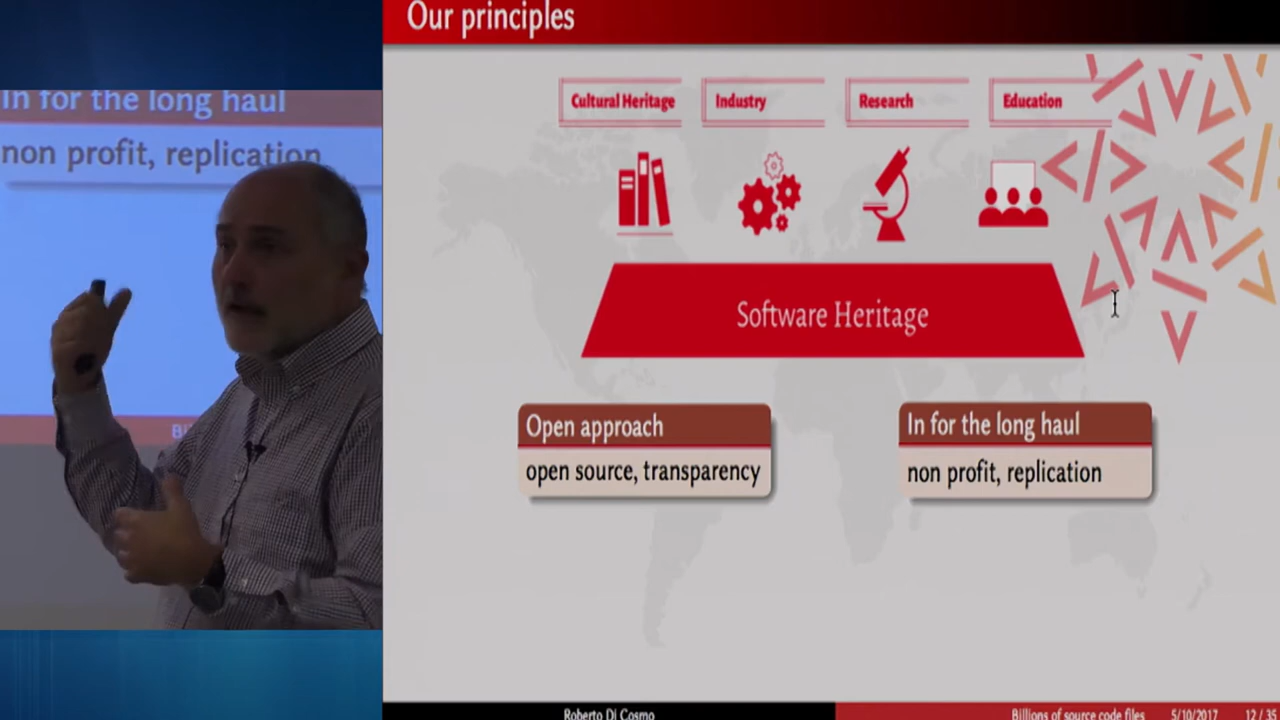 In for the long haul
non profit, replication
Our principles
Cultural Heritage
Industry
Research
Education
Software Heritage
Open approach
open source, transparency
In for the long haul
non profit, replication
Roberto Di Cosmo
Billions of source code files 5/10/2017 12 / 35